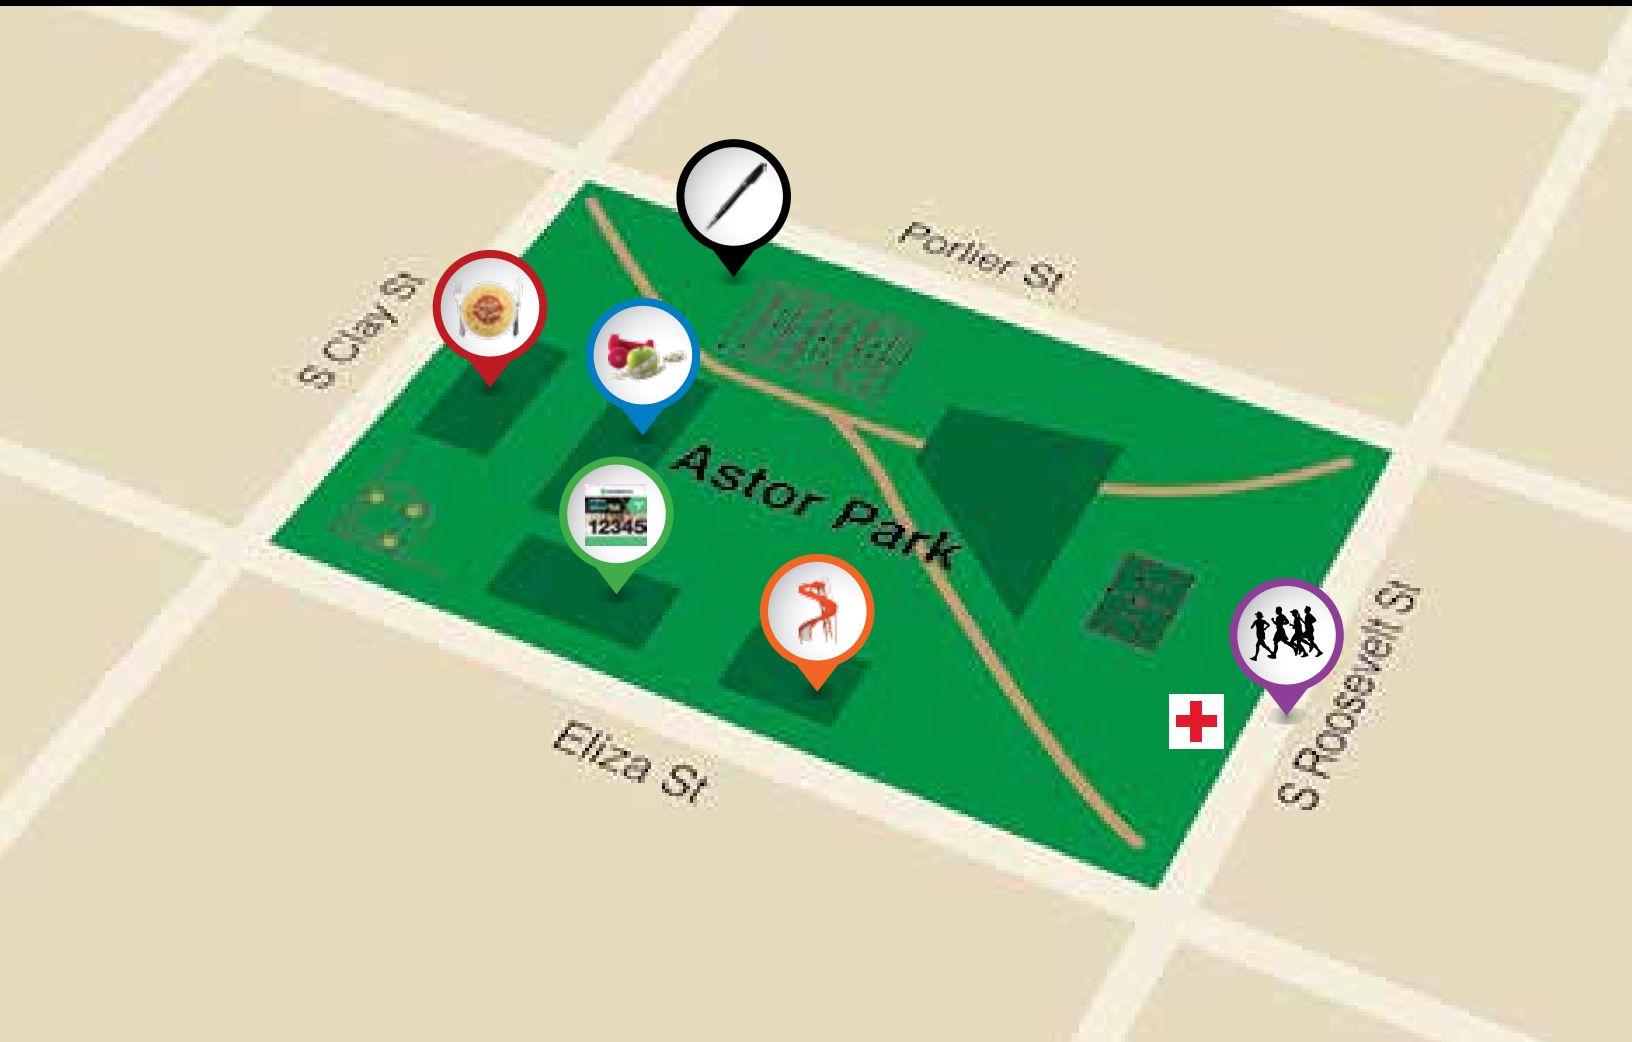 Porlier St
S Clay St
Astor Park
12345
S Roosevelt St
Eliza St